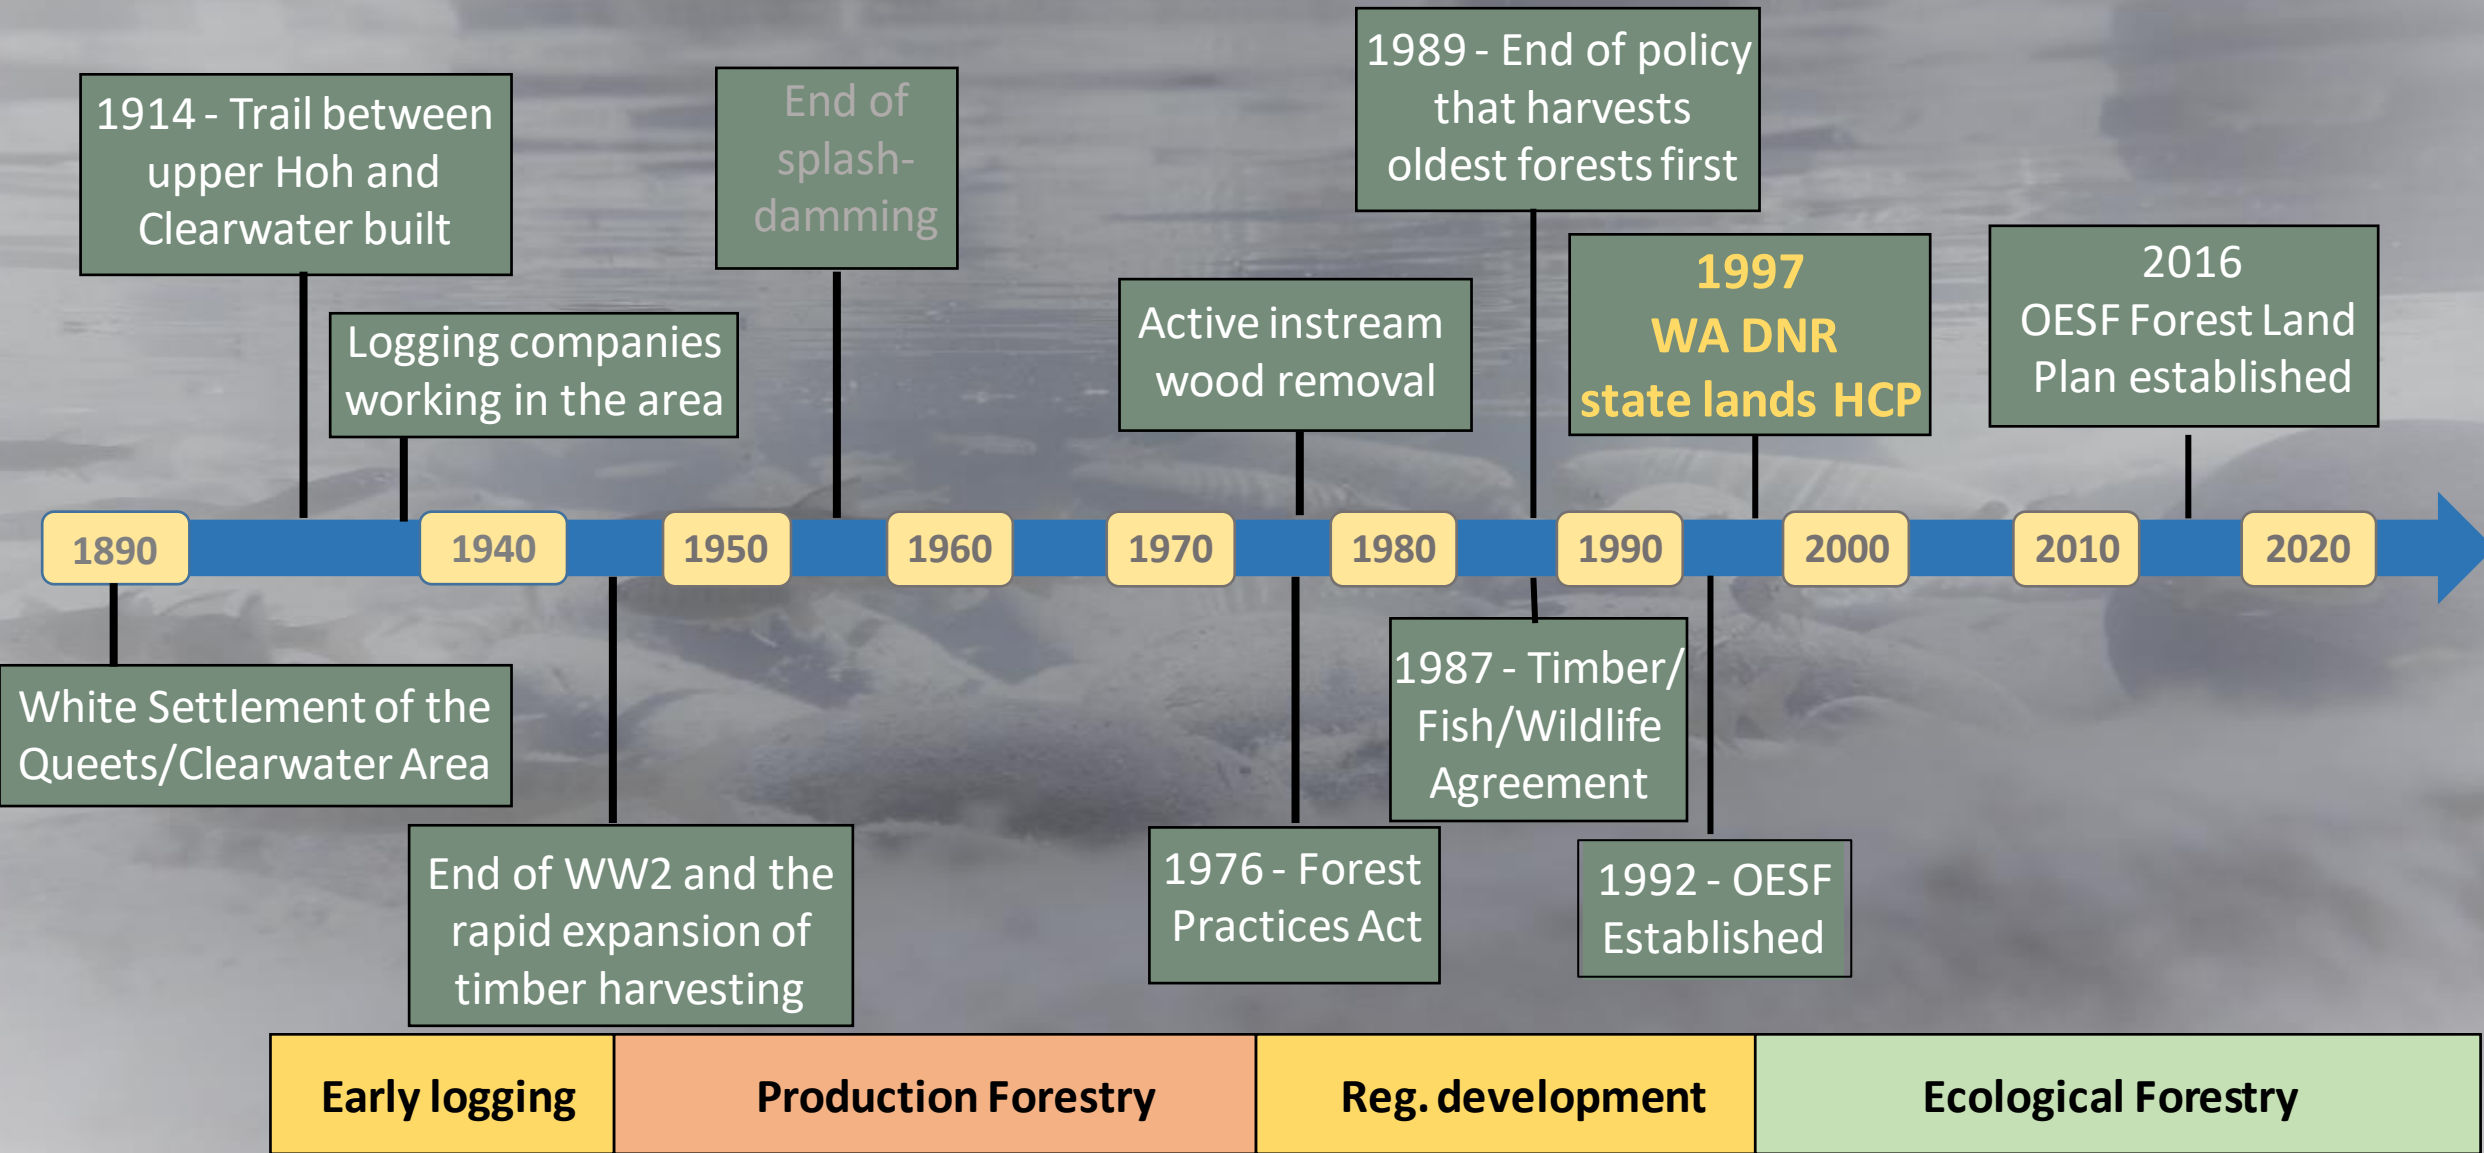 1914 - Trail between
upper Hoh and
Clearwater built
Logging companies
working in the area
End of
splash-
damming
Active instream
wood removal
1989 - End of policy
that harvests
oldest forests first
1997
WA DNR
state lands HCP
2016
OESF Forest Land
Plan established
1890
1940
1950
1960
1970
1980
1990
2000
2010
2020
White Settlement of the
Queets/Clearwater Area
End of WW2 and the
rapid expansion of
timber harvesting
1976 - Forest
Practices Act
1987 - Timber/
Fish/Wildlife
Agreement
1992 - OESF
Established
Early logging
Production Forestry
Reg. development
Ecological Forestry